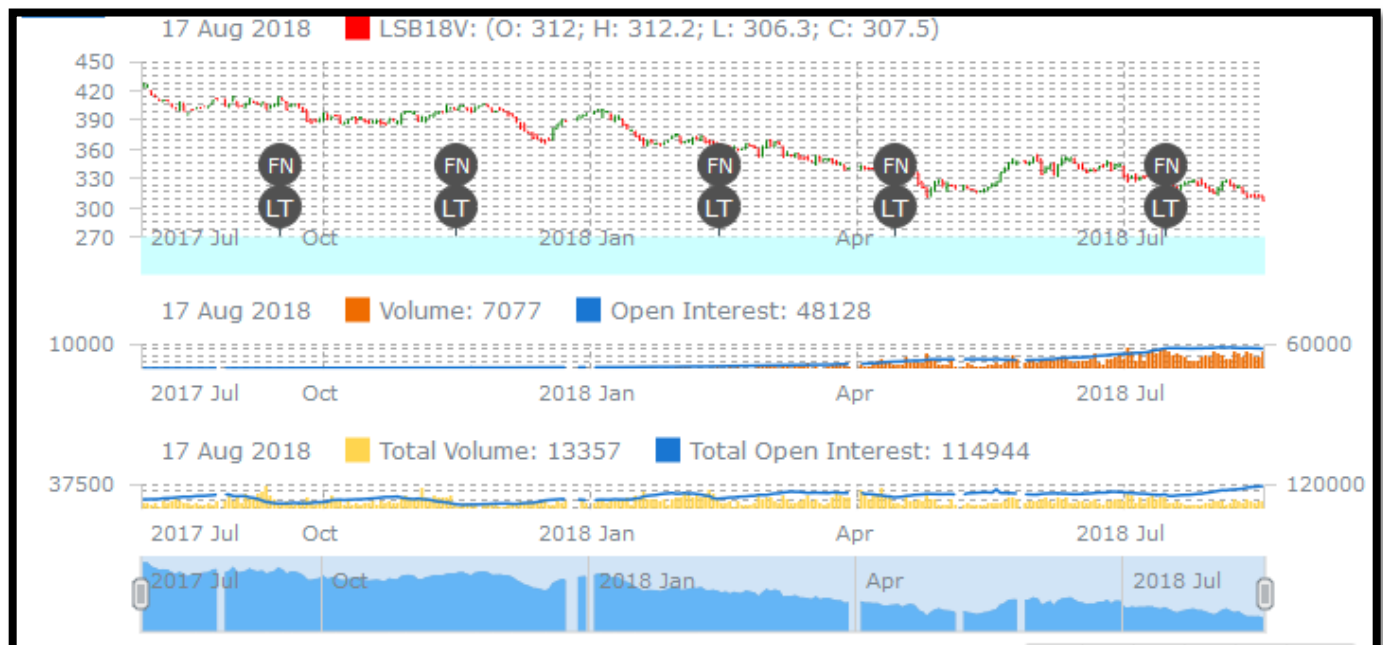 17 Aug 2018 LSB18V: (O: 312; H: 312.2; L: 306.3; C: 307.5)
450
420
390
360
330
300
270
FN FN FN FN FN
LT LT LT LT LT
2017 Jul Oct 2018 Jan Apr 2018 Jul
17 Aug 2018 Volume: 7077 Open Interest: 48128
10000 60000
2017 Jul Oct 2018 Jan Apr 2018 Jul
17 Aug 2018 Total Volume: 13357 Total Open Interest: 114944
37500 120000
2017 Jul Oct 2018 Jan Apr 2018 Jul
2017 Jul Oct 2018 Jan Apr 2018 Jul